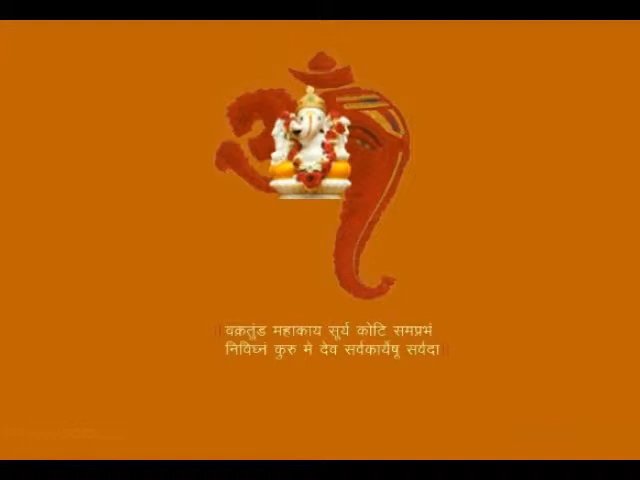 ॥ वक्रतुंड महाकाय सूर्य कोटि समप्रभं
निर्विघ्नं कुरु मे देव सर्वकार्येषू सर्वदा ॥